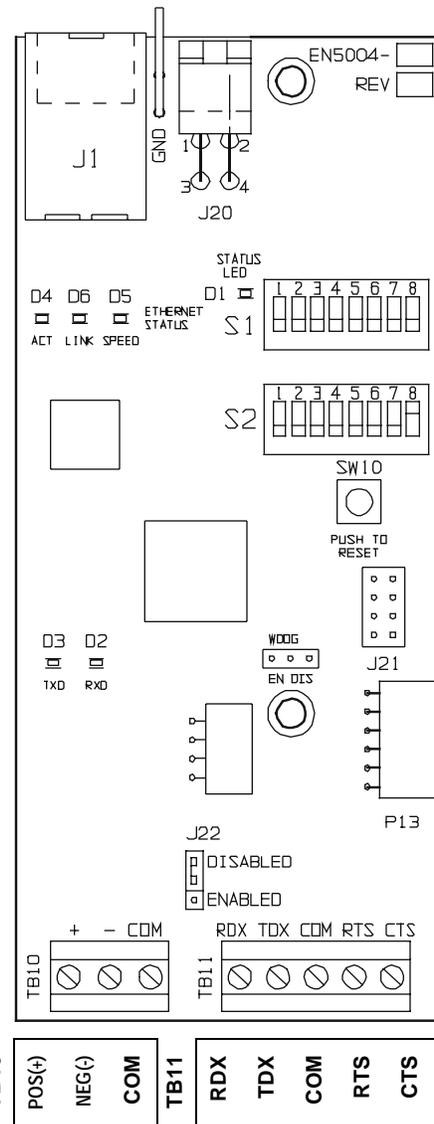 EN5004-
REV
J1
GND
1 2
3 4
J20
STATUS
LED
D1
D4 D6 D5
ETHERNET
STATUS
ACT LINK SPEED
S1
1 2 3 4 5 6 7 8
S2
1 2 3 4 5 6 7 8
SW10
PUSH TO
RESET
D3 D2
TXD RXD
WDOG
EN DIS
J21
P13
J22
DISABLED
ENABLED
+ - COM
TB10
RDX TDX COM RTS CTS
TB11
POS(+)
NEG(-)
COM
TB11
RDX
TDX
COM
RTS
CTS